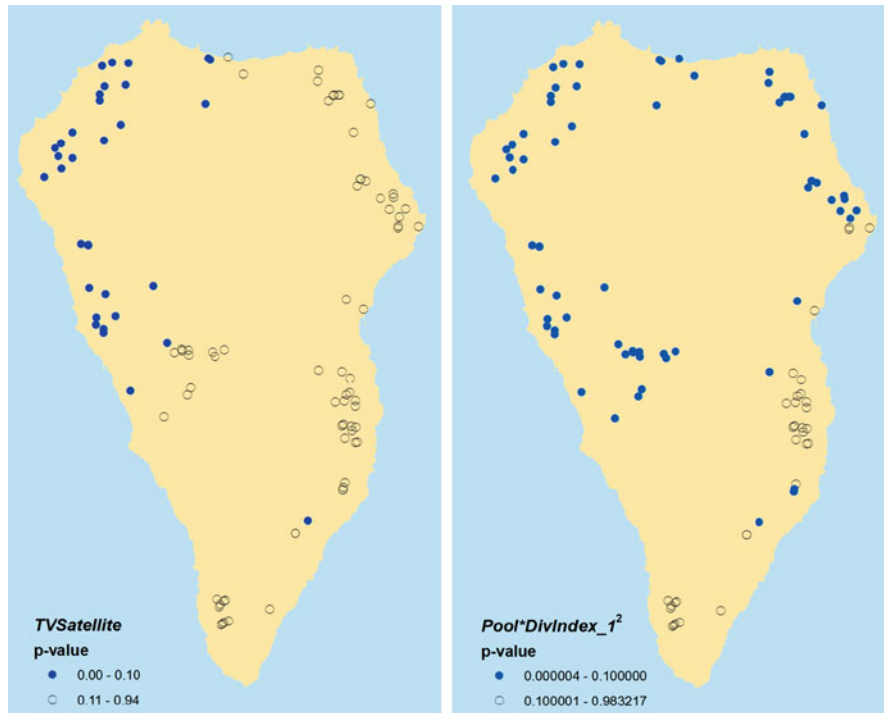 TVSatellite
p-value
0.00 - 0.10
0.11 - 0.94
Pool*DivIndex_1²
p-value
0.000004 - 0.100000
0.100001 - 0.983217